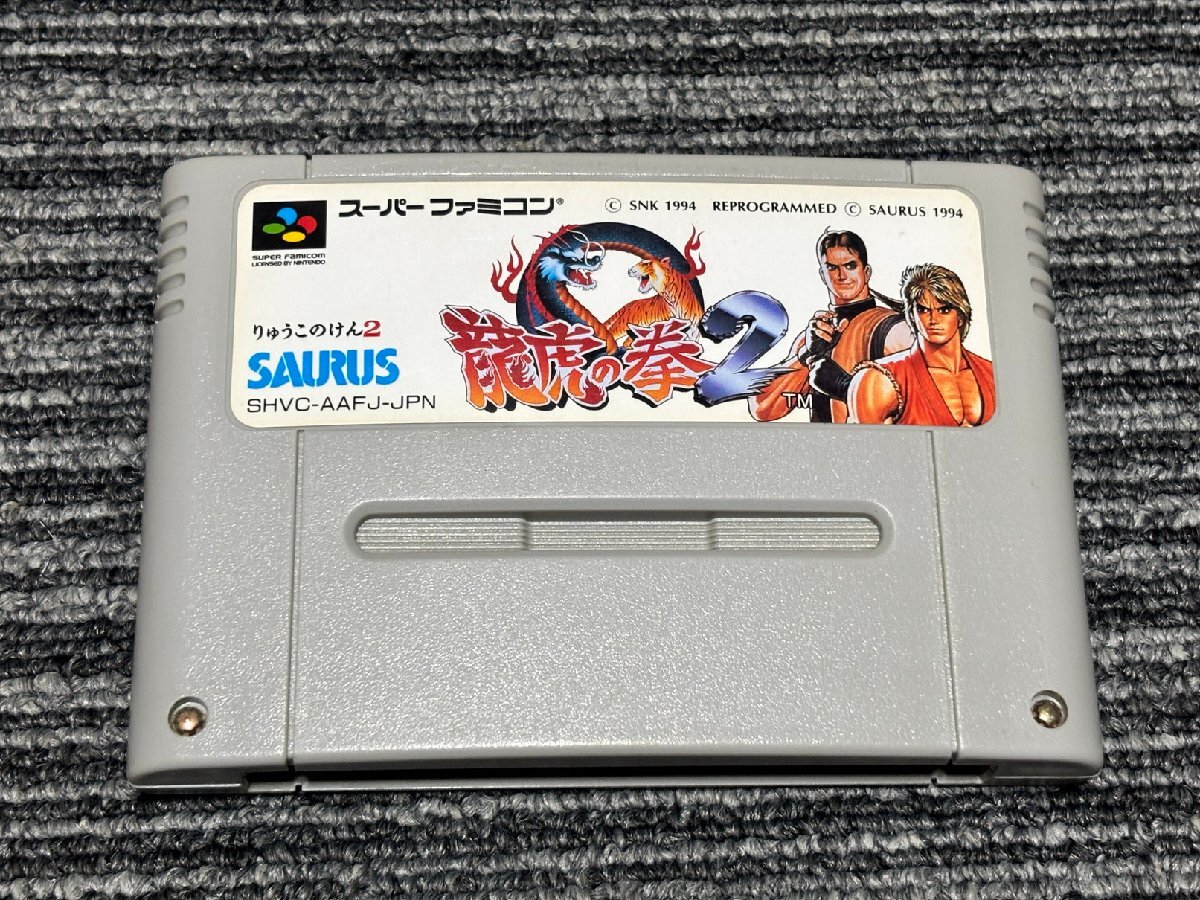 スーパーファミコン®
© SNK 1994 REPROGRAMMED © SAURUS 1994
SUPER FAMICOM
LICENSED BY NINTENDO
りゅうこのけん2
SAURUS
SHVC-AAFJ-JPN
龍虎の拳2
TM